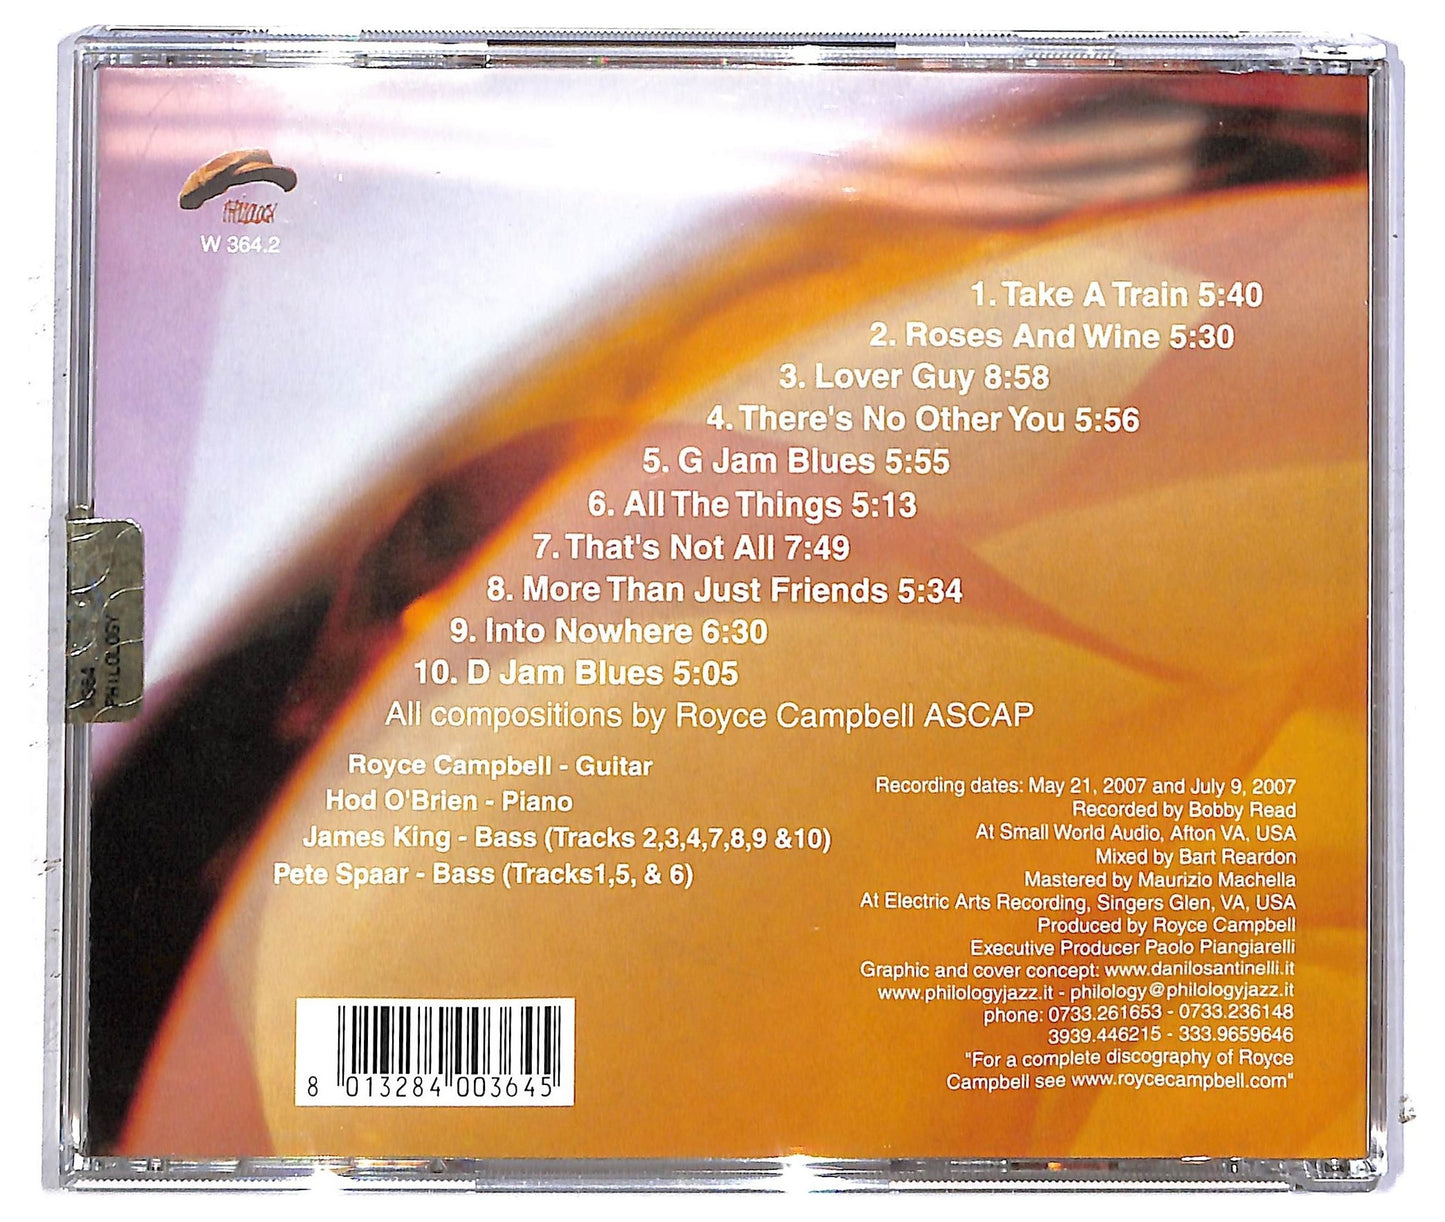 PHILOLOGY
W 364.2
1. Take A Train 5:40
2. Roses And Wine 5:30
3. Lover Guy 8:58
4. There's No Other You 5:56
5. G Jam Blues 5:55
6. All The Things 5:13
7. That's Not All 7:49
8. More Than Just Friends 5:34
9. Into Nowhere 6:30
10. D Jam Blues 5:05
All compositions by Royce Campbell ASCAP
Royce Campbell - Guitar
Hod O'Brien - Piano
James King - Bass (Tracks 2,3,4,7,8,9 &10)
Pete Spaar - Bass (Tracks1,5, & 6)
Recording dates: May 21, 2007 and July 9, 2007
Recorded by Bobby Read
At Small World Audio, Afton VA, USA
Mixed by Bart Reardon
Mastered by Maurizio Machella
At Electric Arts Recording, Singers Glen, VA, USA
Produced by Royce Campbell
Executive Producer Paolo Piangiarelli
Graphic and cover concept: www.danilosantinelli.it
www.philologyjazz.it - philology@philologyjazz.it
phone: 0733.261653 - 0733.236148
3939.446215 - 333.9659646
"For a complete discography of Royce
Campbell see www.roycecampbell.com"
8 013284 003645
PHILOLOGY